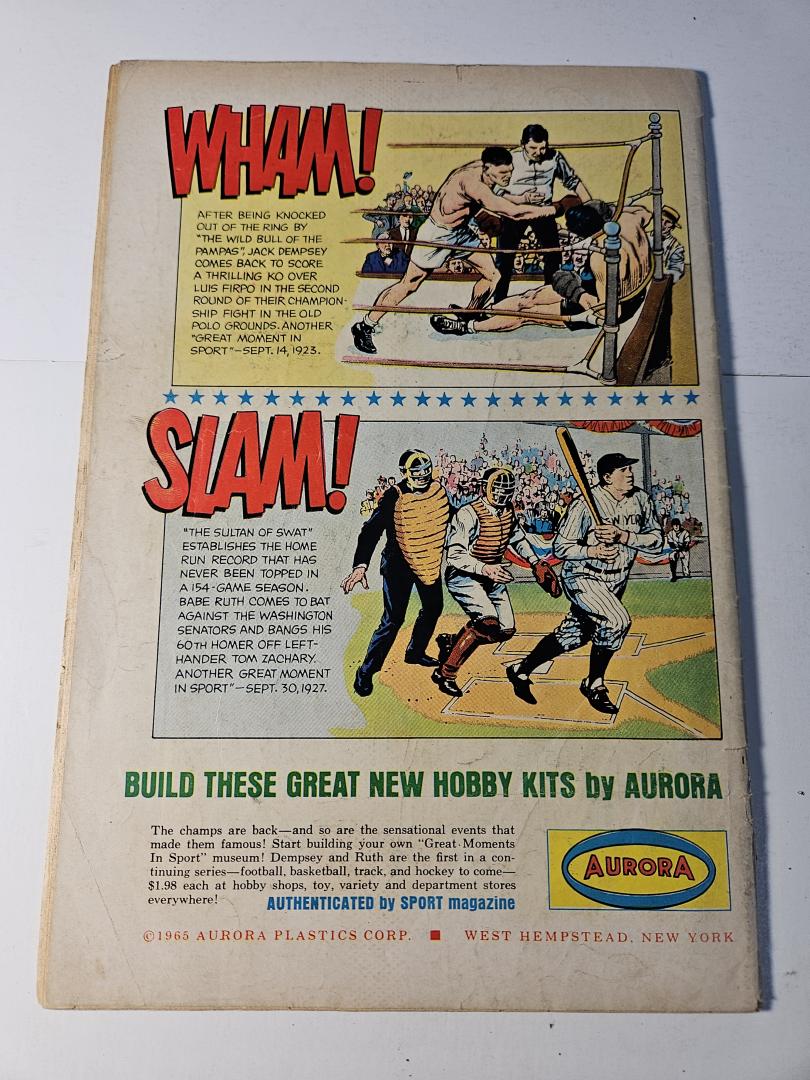 WHAM!
AFTER BEING KNOCKED
OUT OF THE RING BY
"THE WILD BULL OF THE
PAMPAS", JACK DEMPSEY
COMES BACK TO SCORE
A THRILLING KO OVER
LUIS FIRPO IN THE SECOND
ROUND OF THEIR CHAMPION-
SHIP FIGHT IN THE OLD
POLO GROUNDS. ANOTHER
"GREAT MOMENT IN
SPORT"—SEPT. 14, 1923.
SLAM!
"THE SULTAN OF SWAT"
ESTABLISHES THE HOME
RUN RECORD THAT HAS
NEVER BEEN TOPPED IN
A 154-GAME SEASON.
BABE RUTH COMES TO BAT
AGAINST THE WASHINGTON
SENATORS AND BANGS HIS
60TH HOMER OFF LEFT-
HANDER TOM ZACHARY.
ANOTHER GREAT MOMENT
IN SPORT"—SEPT. 30, 1927.
NEW YOR
BUILD THESE GREAT NEW HOBBY KITS by AURORA
The champs are back—and so are the sensational events that
made them famous! Start building your own "Great Moments
In Sport" museum! Dempsey and Ruth are the first in a con-
tinuing series—football, basketball, track, and hockey to come—
$1.98 each at hobby shops, toy, variety and department stores
everywhere!
AUTHENTICATED by SPORT magazine
AURORA
©1965 AURORA PLASTICS CORP. ■ WEST HEMPSTEAD, NEW YORK